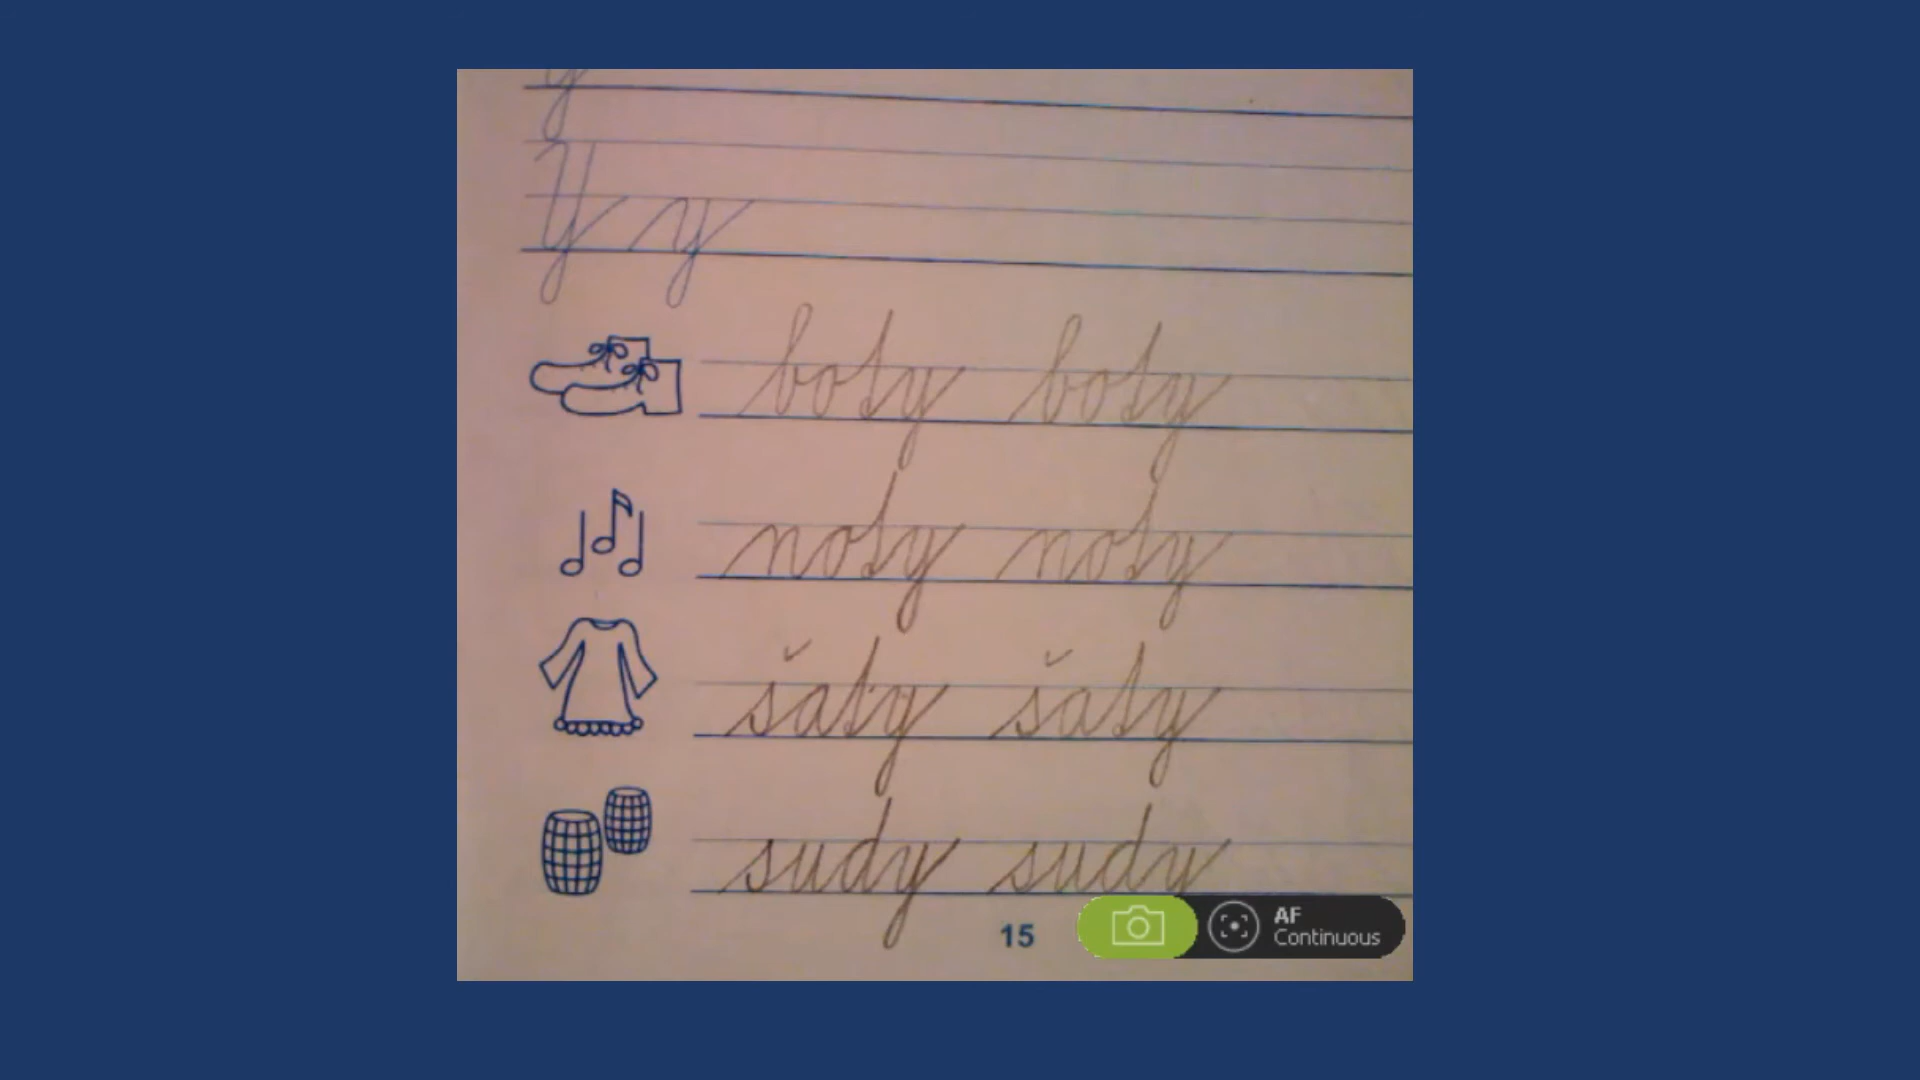 y
Y y
boty boty
noty noty
šaty šaty
sudy sudy
15
AF
Continuous